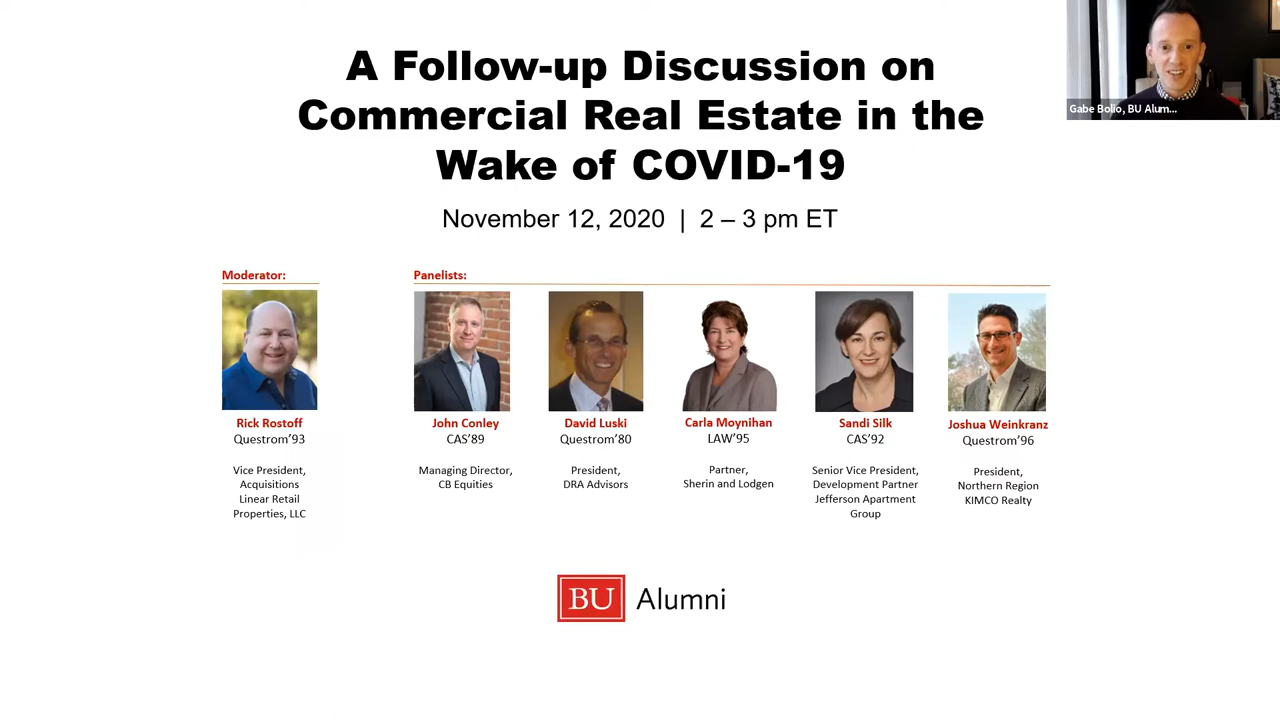 A Follow-up Discussion on
Commercial Real Estate in the
Wake of COVID-19
November 12, 2020 | 2 – 3 pm ET
Gabe Bolio, BU Alum...
Moderator:
Panelists:
Rick Rostoff
Questrom'93
Vice President,
Acquisitions
Linear Retail
Properties, LLC
John Conley
CAS'89
Managing Director,
CB Equities
David Luski
Questrom'80
President,
DRA Advisors
Carla Moynihan
LAW'95
Partner,
Sherin and Lodgen
Sandi Silk
CAS'92
Senior Vice President,
Development Partner
Jefferson Apartment
Group
Joshua Weinkranz
Questrom'96
President,
Northern Region
KIMCO Realty
BU Alumni